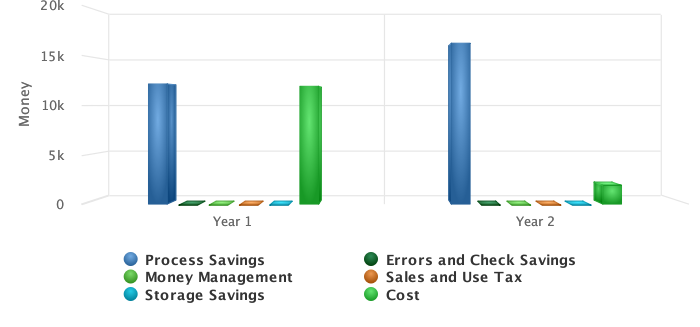 20k
15k
10k
5k
0
Money
Year 1
Year 2
Process Savings
Errors and Check Savings
Money Management
Sales and Use Tax
Storage Savings
Cost